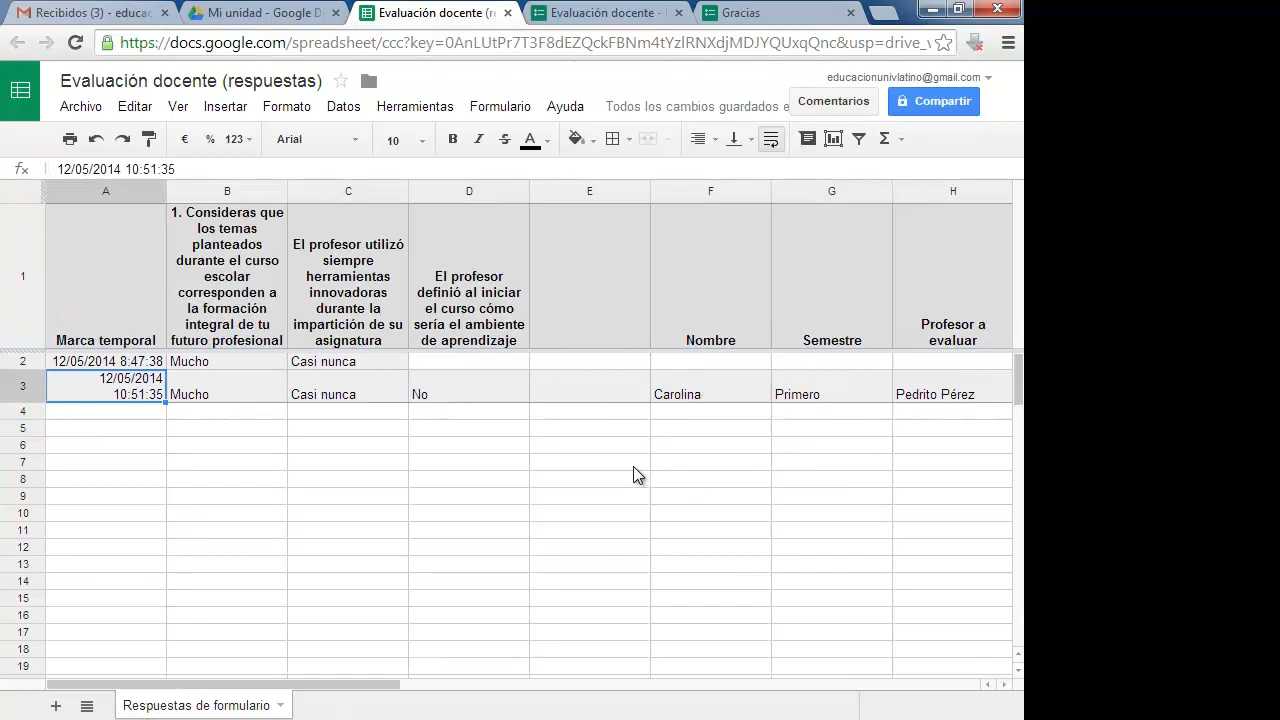 Recibidos (3) - educac
Mi unidad - Google D
Evaluación docente (re
Evaluación docente -
Gracias
https://docs.google.com/spreadsheet/ccc?key=0AnLUtPr7T3F8dEZQckFBNm4tYzlRNXdjMDJYQUxqQnc&usp=drive_
Evaluación docente (respuestas)
educacionunivlatino@gmail.com
Archivo Editar Ver Insertar Formato Datos Herramientas Formulario Ayuda Todos los cambios guardados e
Comentarios
Compartir
€ % 123 Arial 10 B I S A Σ
fx 12/05/2014 10:51:35
A B C D E F G H
1
Marca temporal
1. Consideras que
los temas
planteados
durante el curso
escolar
corresponden a
la formación
integral de tu
futuro profesional
El profesor utilizó
siempre
herramientas
innovadoras
durante la
impartición de su
asignatura
El profesor
definió al iniciar
el curso cómo
sería el ambiente
de aprendizaje
Nombre
Semestre
Profesor a
evaluar
2 12/05/2014 8:47:38 Mucho Casi nunca
3 12/05/2014
10:51:35 Mucho Casi nunca No Carolina Primero Pedrito Pérez
4
5
6
7
8
9
10
11
12
13
14
15
16
17
18
19
Respuestas de formulario